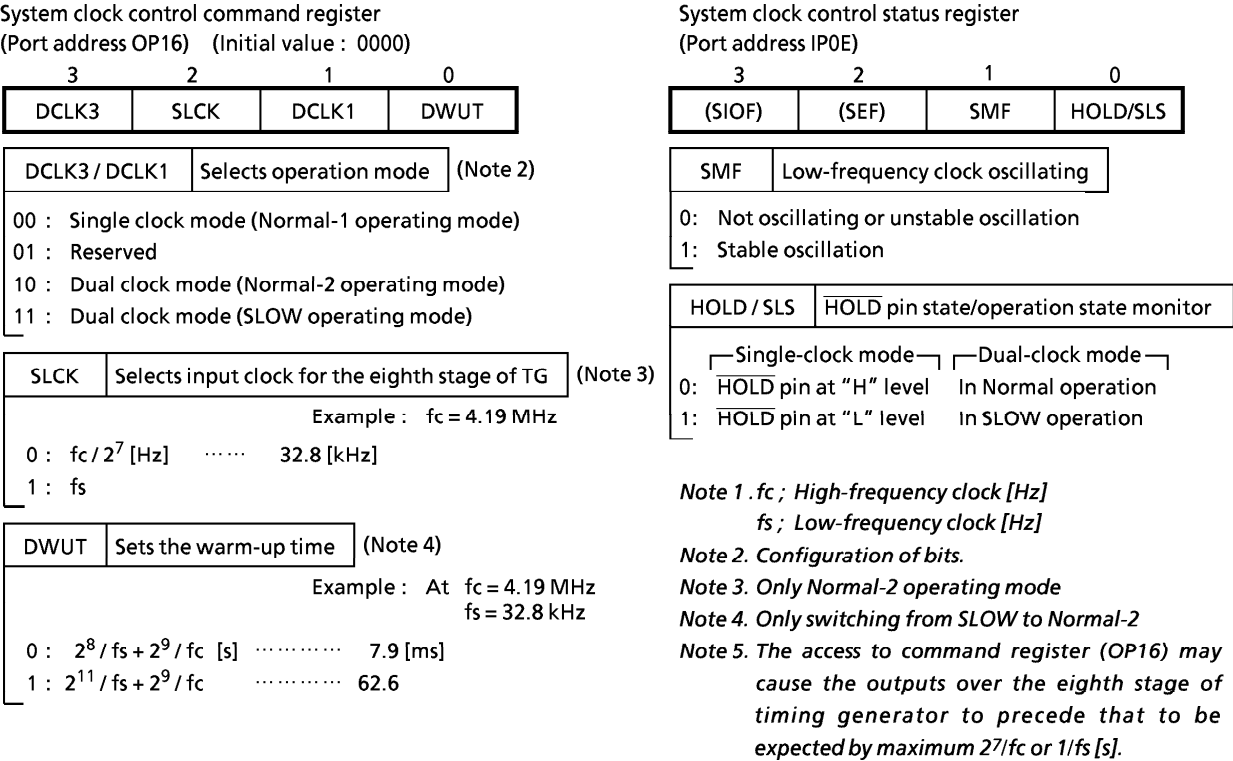 System clock control command register
(Port address OP16) (Initial value : 0000)
3 2 1 0
DCLK3 SLCK DCLK1 DWUT
DCLK3 / DCLK1 Selects operation mode (Note 2)
00 : Single clock mode (Normal-1 operating mode)
01 : Reserved
10 : Dual clock mode (Normal-2 operating mode)
11 : Dual clock mode (SLOW operating mode)
SLCK Selects input clock for the eighth stage of TG (Note 3)
Example : fc = 4.19 MHz
0 : fc / 2⁷ [Hz] ...... 32.8 [kHz]
1 : fs
DWUT Sets the warm-up time (Note 4)
Example : At fc = 4.19 MHz
fs = 32.8 kHz
0 : 2⁸ / fs + 2⁹ / fc [s] ············ 7.9 [ms]
1 : 2¹¹ / fs + 2⁹ / fc ············ 62.6
System clock control status register
(Port address IP0E)
3 2 1 0
(SIOF) (SEF) SMF HOLD/SLS
SMF Low-frequency clock oscillating
0: Not oscillating or unstable oscillation
1: Stable oscillation
HOLD / SLS HOLD pin state/operation state monitor
Single-clock mode Dual-clock mode
0: HOLD pin at “H” level In Normal operation
1: HOLD pin at “L” level In SLOW operation
Note 1 . fc ; High-frequency clock [Hz]
fs ; Low-frequency clock [Hz]
Note 2. Configuration of bits.
Note 3. Only Normal-2 operating mode
Note 4. Only switching from SLOW to Normal-2
Note 5. The access to command register (OP16) may
cause the outputs over the eighth stage of
timing generator to precede that to be
expected by maximum 2⁷/fc or 1/fs [s].